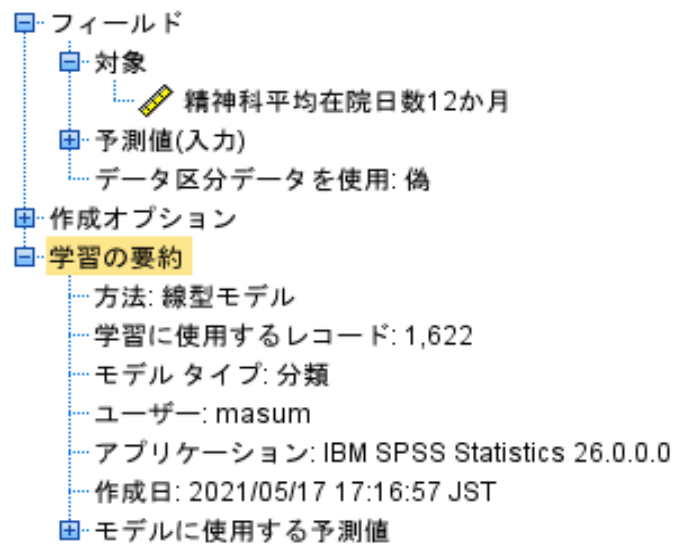 フィールド
対象
精神科平均在院日数12か月
予測値(入力)
データ区分データを使用: 偽
作成オプション
学習の要約
方法: 線型モデル
学習に使用するレコード: 1,622
モデル タイプ: 分類
ユーザー: masum
アプリケーション: IBM SPSS Statistics 26.0.0.0
作成日: 2021/05/17 17:16:57 JST
モデルに使用する予測値